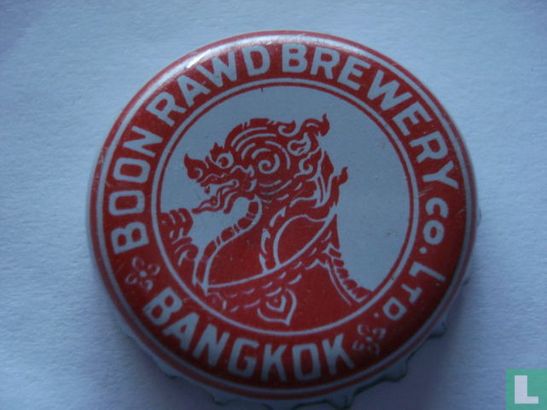 BOON RAWD BREWERY CO. LTD.
BANGKOK
L